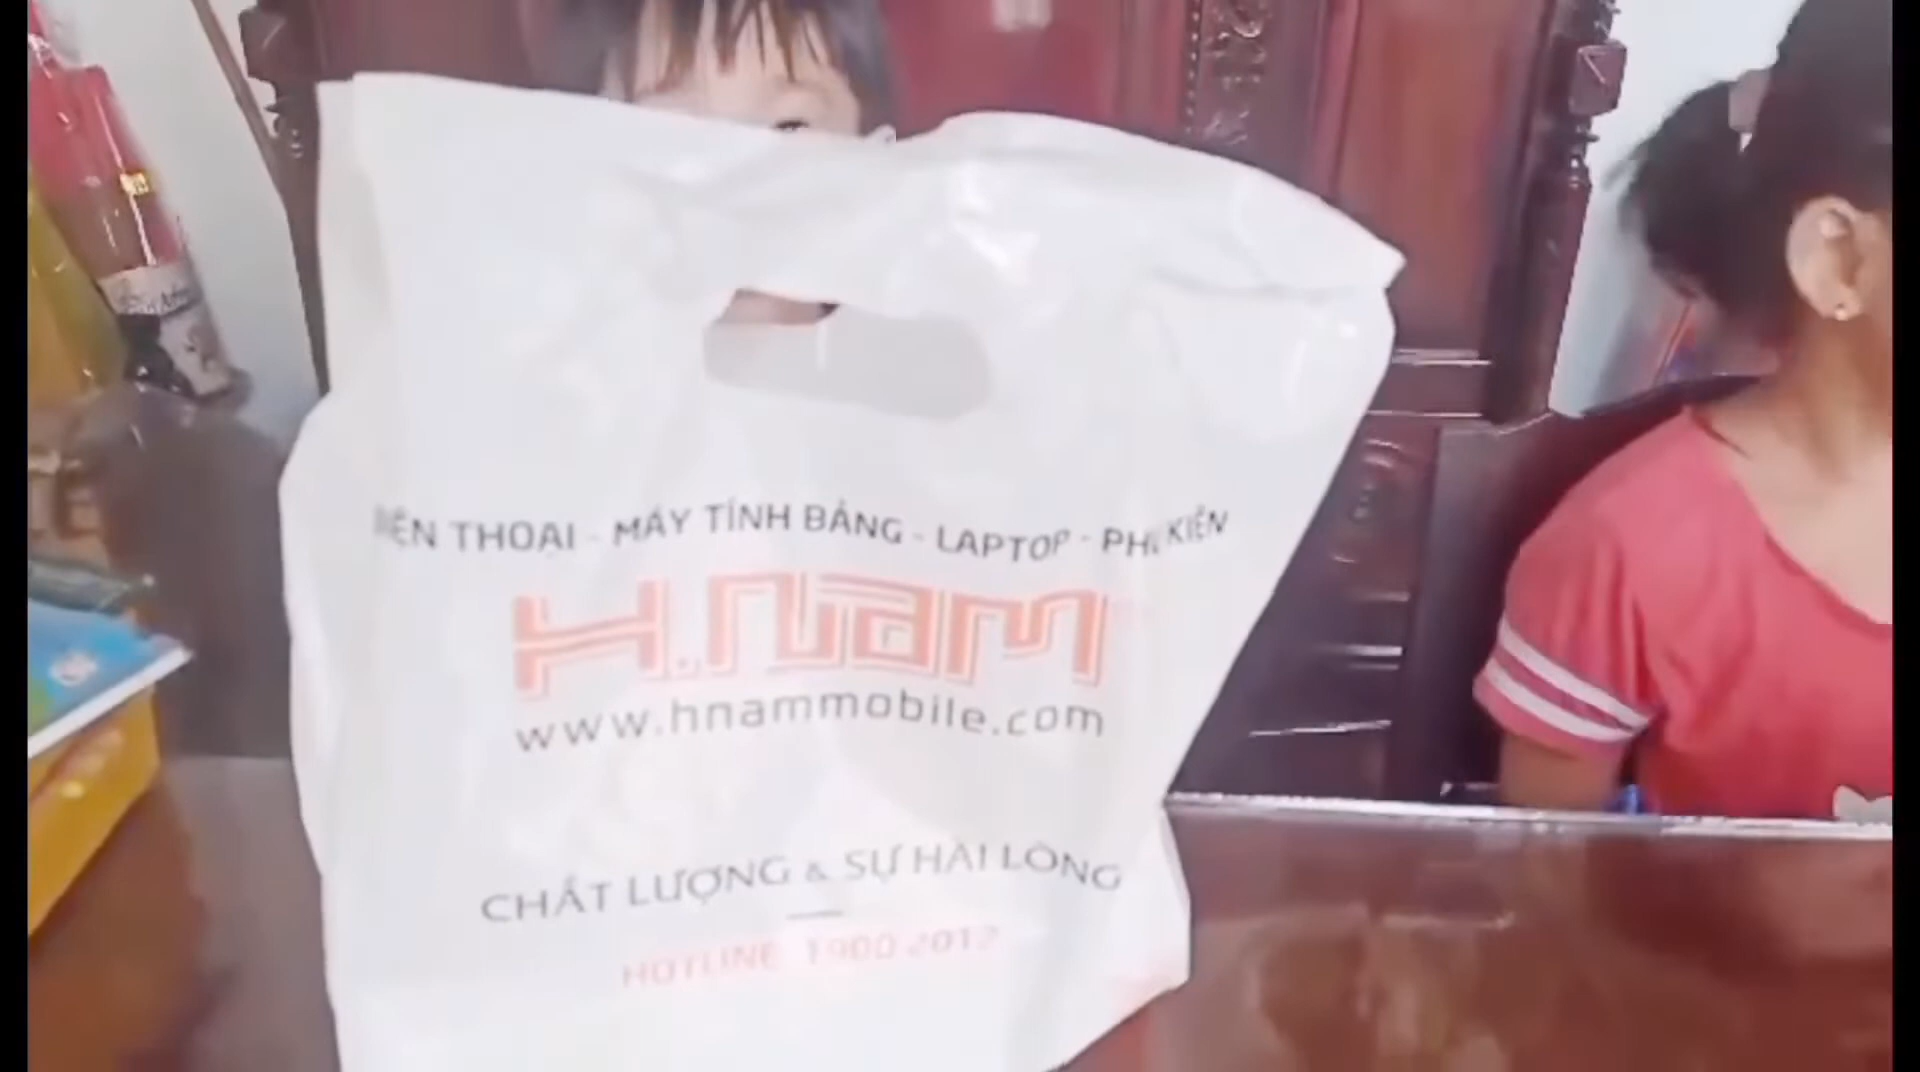 ĐIỆN THOẠI - MÁY TÍNH BẢNG - LAPTOP - PHỤ KIỆN
H.nam
www.hnammobile.com
CHẤT LƯỢNG & SỰ HÀI LÒNG
HOTLINE 1900 2012